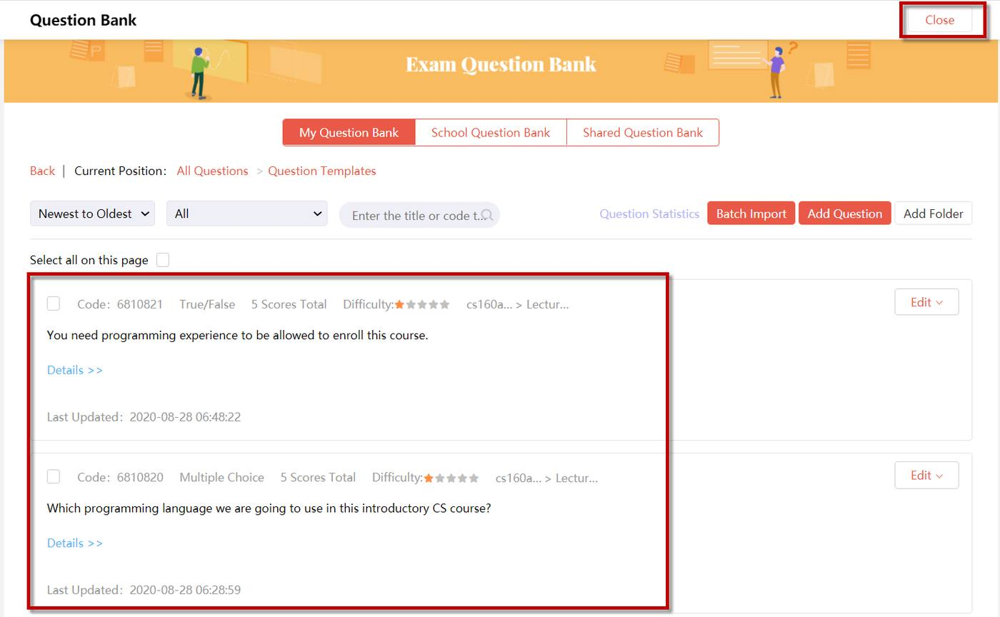 Question Bank
Close
P
?
Exam Question Bank
My Question Bank School Question Bank Shared Question Bank
Back | Current Position: All Questions > Question Templates
Newest to Oldest All Enter the title or code t... Question Statistics Batch Import Add Question Add Folder
Select all on this page
Code: 6810821 True/False 5 Scores Total Difficulty: cs160a... > Lectur... Edit
You need programming experience to be allowed to enroll this course.
Details >>
Last Updated: 2020-08-28 06:48:22
Code: 6810820 Multiple Choice 5 Scores Total Difficulty: cs160a... > Lectur... Edit
Which programming language we are going to use in this introductory CS course?
Details >>
Last Updated: 2020-08-28 06:28:59